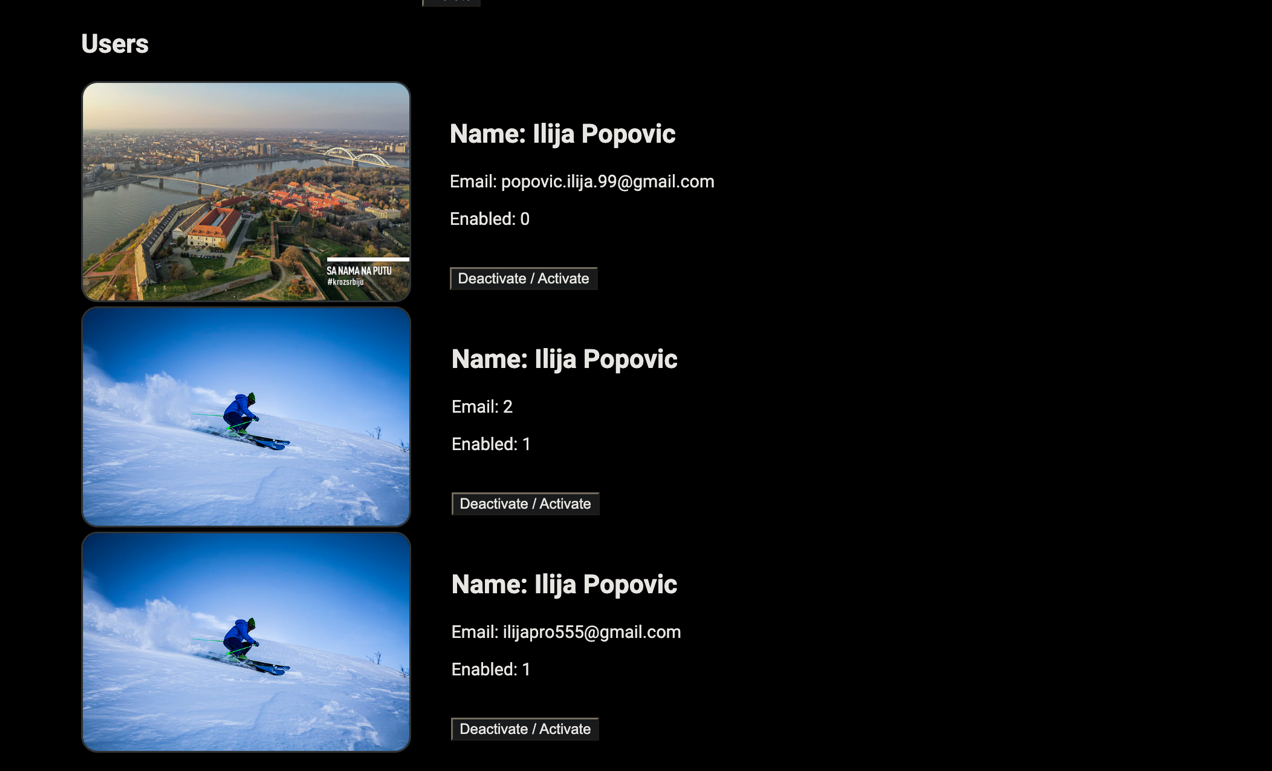 Users
SA NAMA NA PUTU
#krozsrbiju
Name: Ilija Popovic
Email: popovic.ilija.99@gmail.com
Enabled: 0
Deactivate / Activate
Name: Ilija Popovic
Email: 2
Enabled: 1
Deactivate / Activate
Name: Ilija Popovic
Email: ilijapro555@gmail.com
Enabled: 1
Deactivate / Activate